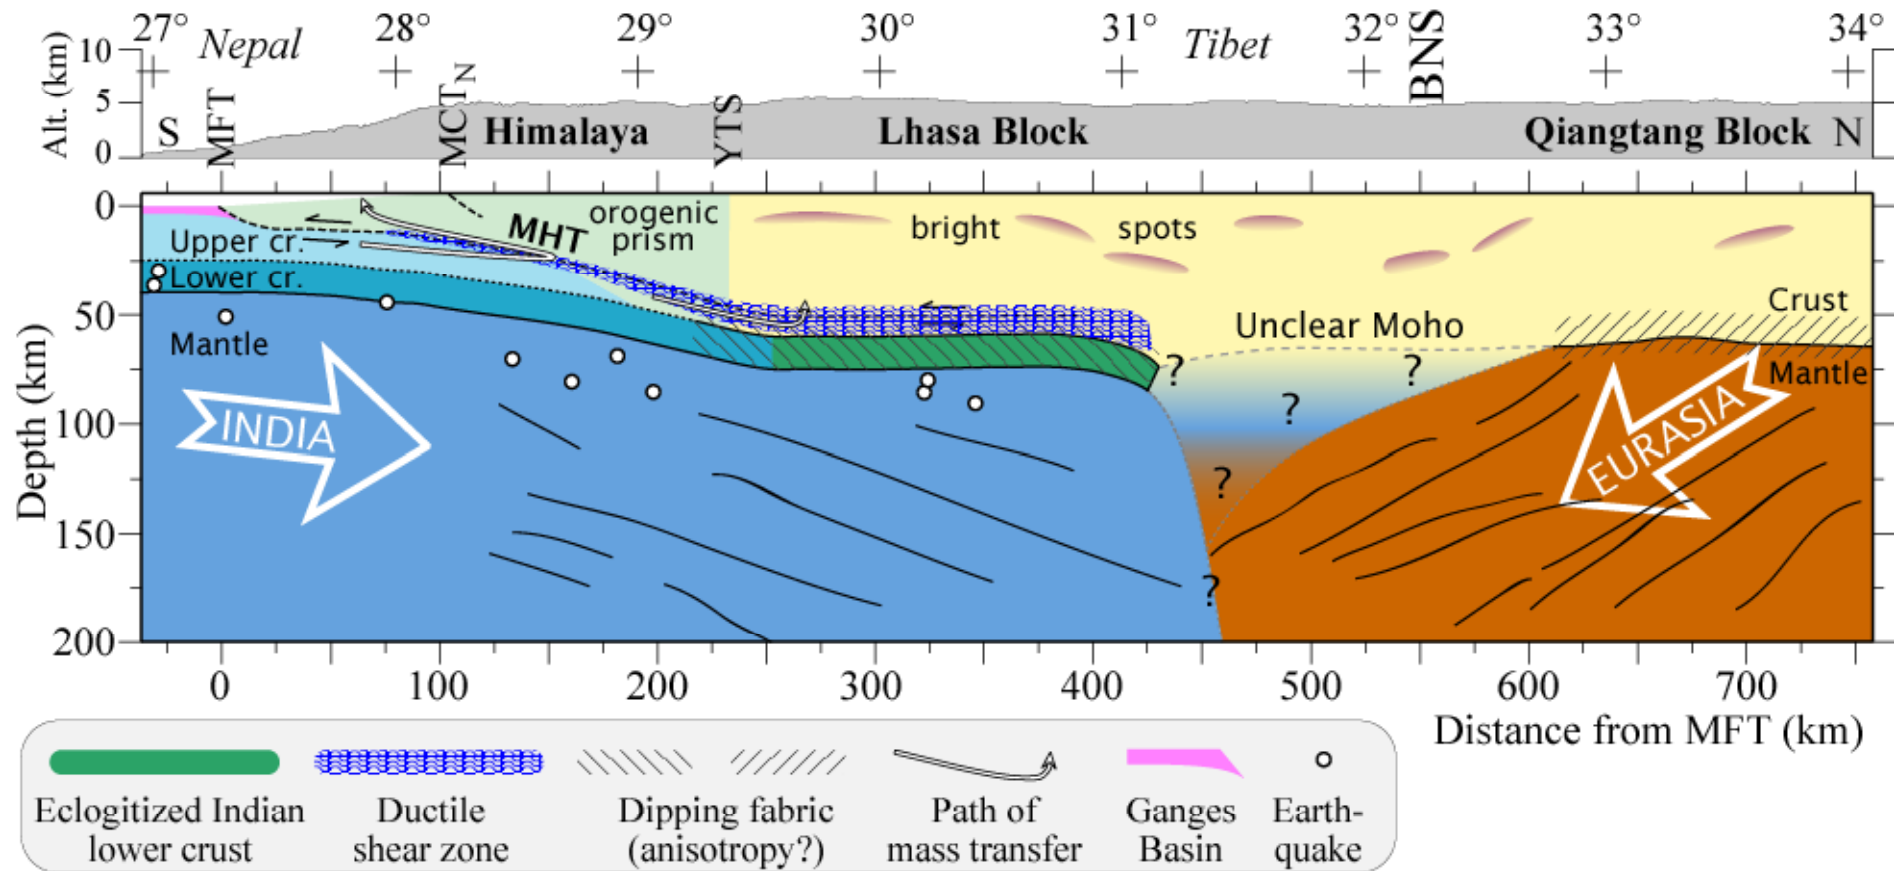 27° 28° 29° 30° 31° 32° 33° 34°
Nepal Tibet
Alt. (km)
10
5
0
S MFT MCTN Himalaya YTS Lhasa Block BNS Qiangtang Block N
Depth (km)
0
50
100
150
200
Upper cr.
Lower cr.
Mantle
INDIA
MHT
orogenic
prism
bright spots
Unclear Moho
?
?
?
?
?
Crust
Mantle
EURASIA
0 100 200 300 400 500 600 700
Distance from MFT (km)
Eclogitized Indian
lower crust
Ductile
shear zone
Dipping fabric
(anisotropy?)
Path of
mass transfer
Ganges
Basin
Earth-
quake